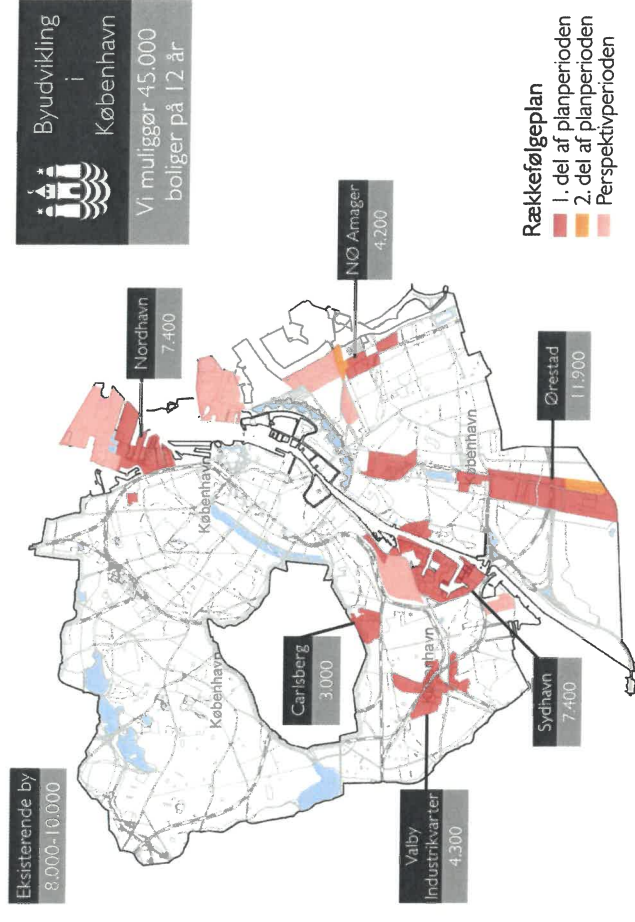 Byudvikling
i
København
Vi muliggør 45.000
boliger på 12 år
Eksisterende by
8.000-10.000
Nordhavn
7.400
NØ Amager
4.200
København
København
København
København
Carlsberg
3.000
Ørestad
11.900
Valby
Industrikvarter
4.300
Sydhavn
7.400
Rækkefølgeplan
1. del af planperioden
2. del af planperioden
Perspektivperioden